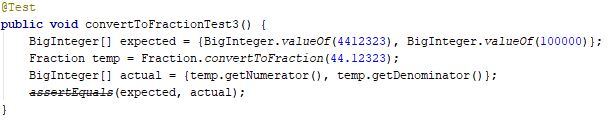 @Test
public void convertToFractionTest3() {
    BigInteger[] expected = {BigInteger.valueOf(4412323), BigInteger.valueOf(100000)};
    Fraction temp = Fraction.convertToFraction(44.12323);
    BigInteger[] actual = {temp.getNumerator(), temp.getDenominator()};
    assertEquals(expected, actual);
}